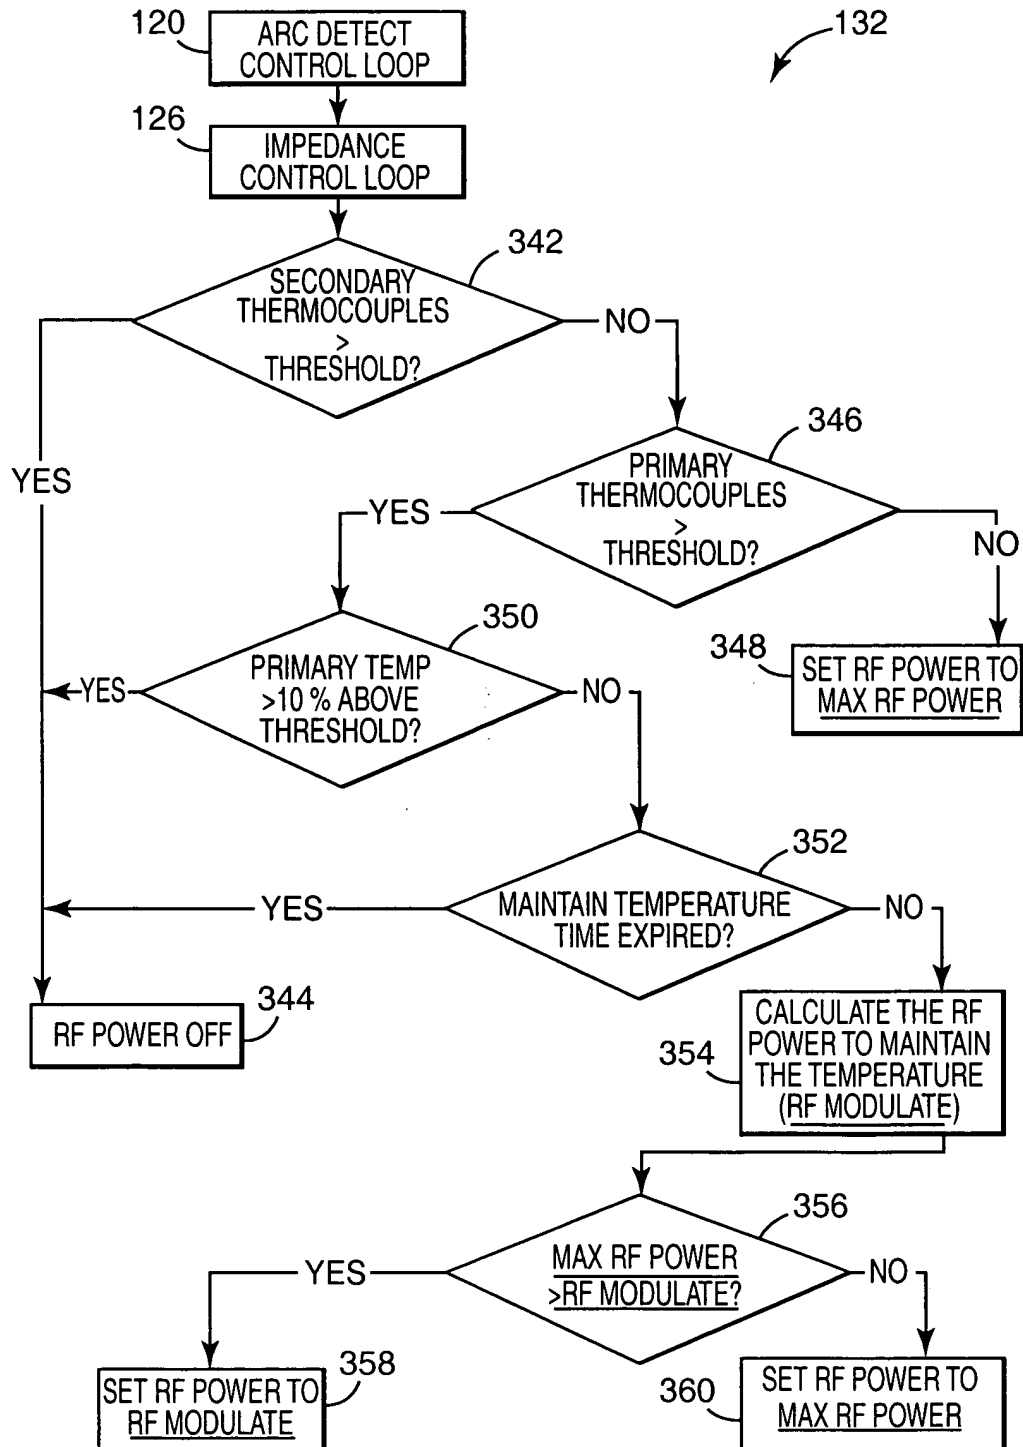 120
ARC DETECT
CONTROL LOOP
132
126
IMPEDANCE
CONTROL LOOP
342
SECONDARY
THERMOCOUPLES
>
THRESHOLD?
NO
YES
346
PRIMARY
THERMOCOUPLES
>
THRESHOLD?
YES
NO
350
PRIMARY TEMP
>10 % ABOVE
THRESHOLD?
YES
NO
348
SET RF POWER TO
MAX RF POWER
352
MAINTAIN TEMPERATURE
TIME EXPIRED?
YES
NO
344
RF POWER OFF
354
CALCULATE THE RF
POWER TO MAINTAIN
THE TEMPERATURE
(RF MODULATE)
356
MAX RF POWER
>RF MODULATE?
YES
NO
358
SET RF POWER TO
RF MODULATE
360
SET RF POWER TO
MAX RF POWER